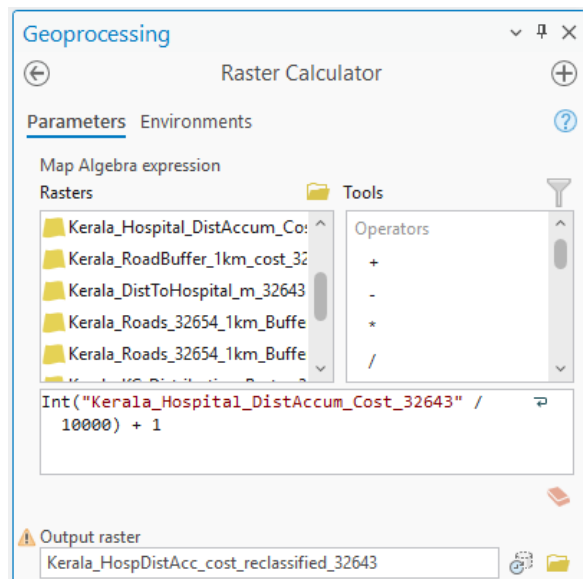 Geoprocessing
Raster Calculator
Parameters Environments
Map Algebra expression
Rasters Tools
Kerala_Hospital_DistAccum_Co
Kerala_RoadBuffer_1km_cost_32
Kerala_DistToHospital_m_32643
Kerala_Roads_32654_1km_Buffe
Kerala_Roads_32654_1km_Buffe
Operators
+
-
*
/
Int("Kerala_Hospital_DistAccum_Cost_32643" /
10000) + 1
Output raster
Kerala_HospDistAcc_cost_reclassified_32643